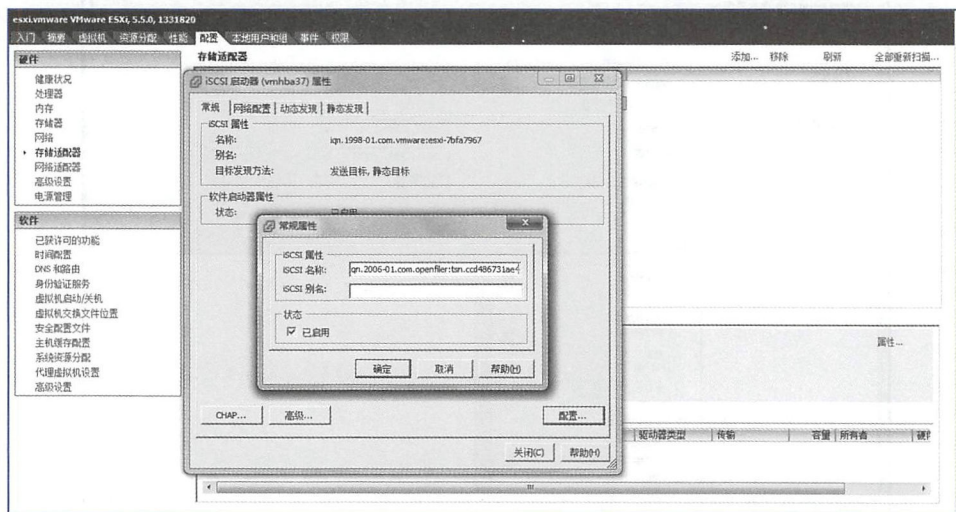 esxi.vmware VMware ESXi, 5.5.0, 1331820
入门 摘要 虚拟机 资源分配 性能 配置 本地用户和组 事件 权限
硬件
健康状况
处理器
内存
存储器
网络
存储适配器
网络适配器
高级设置
电源管理
软件
已获许可的功能
时间配置
DNS 和路由
身份验证服务
虚拟机启动/关机
虚拟机交换文件位置
安全配置文件
主机缓存配置
系统资源分配
代理虚拟机设置
高级设置
存储适配器
添加... 移除 刷新 全部重新扫描...
iSCSI 启动器 (vmhba37) 属性
常规 网络配置 动态发现 静态发现
iSCSI 属性
名称: iqn.1998-01.com.vmware:esxi-7bfa7967
别名:
目标发现方法: 发送目标, 静态目标
软件启动器属性
状态: 已启用
常规属性
iSCSI 属性
iSCSI 名称: qn.2006-01.com.openfiler:tsn.ccd486731ae
iSCSI 别名:
状态
已启用
确定 取消 帮助(H)
CHAP... 高级... 配置...
关闭(C) 帮助(H)
属性...
驱动器类型 传输 容量 所有者 硬件